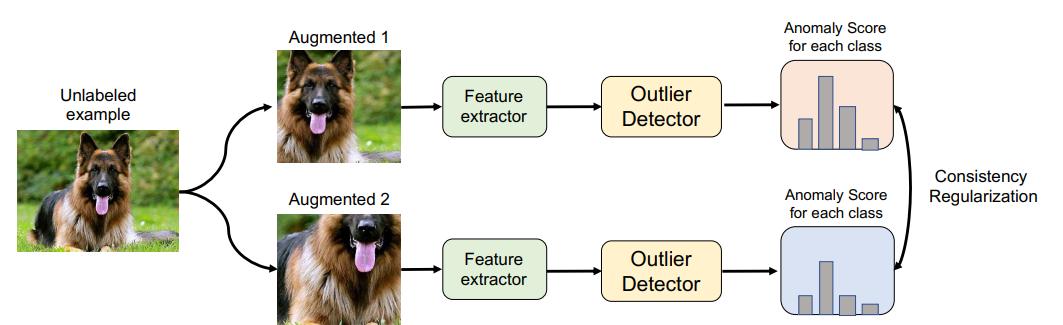 Unlabeled
example
Augmented 1
Feature
extractor
Outlier
Detector
Anomaly Score
for each class
Augmented 2
Feature
extractor
Outlier
Detector
Anomaly Score
for each class
Consistency
Regularization